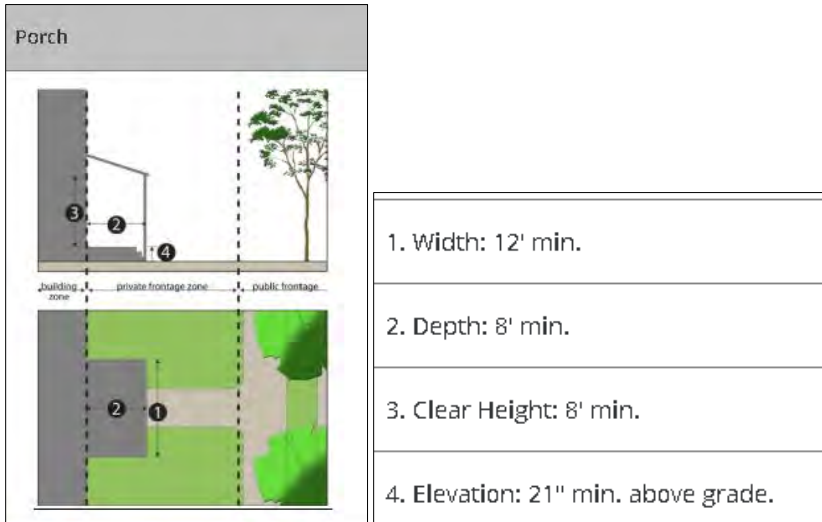 Porch
3
2
4
building zone
private frontage zone
public frontage
2
1
1. Width: 12' min.
2. Depth: 8' min.
3. Clear Height: 8' min.
4. Elevation: 21" min. above grade.